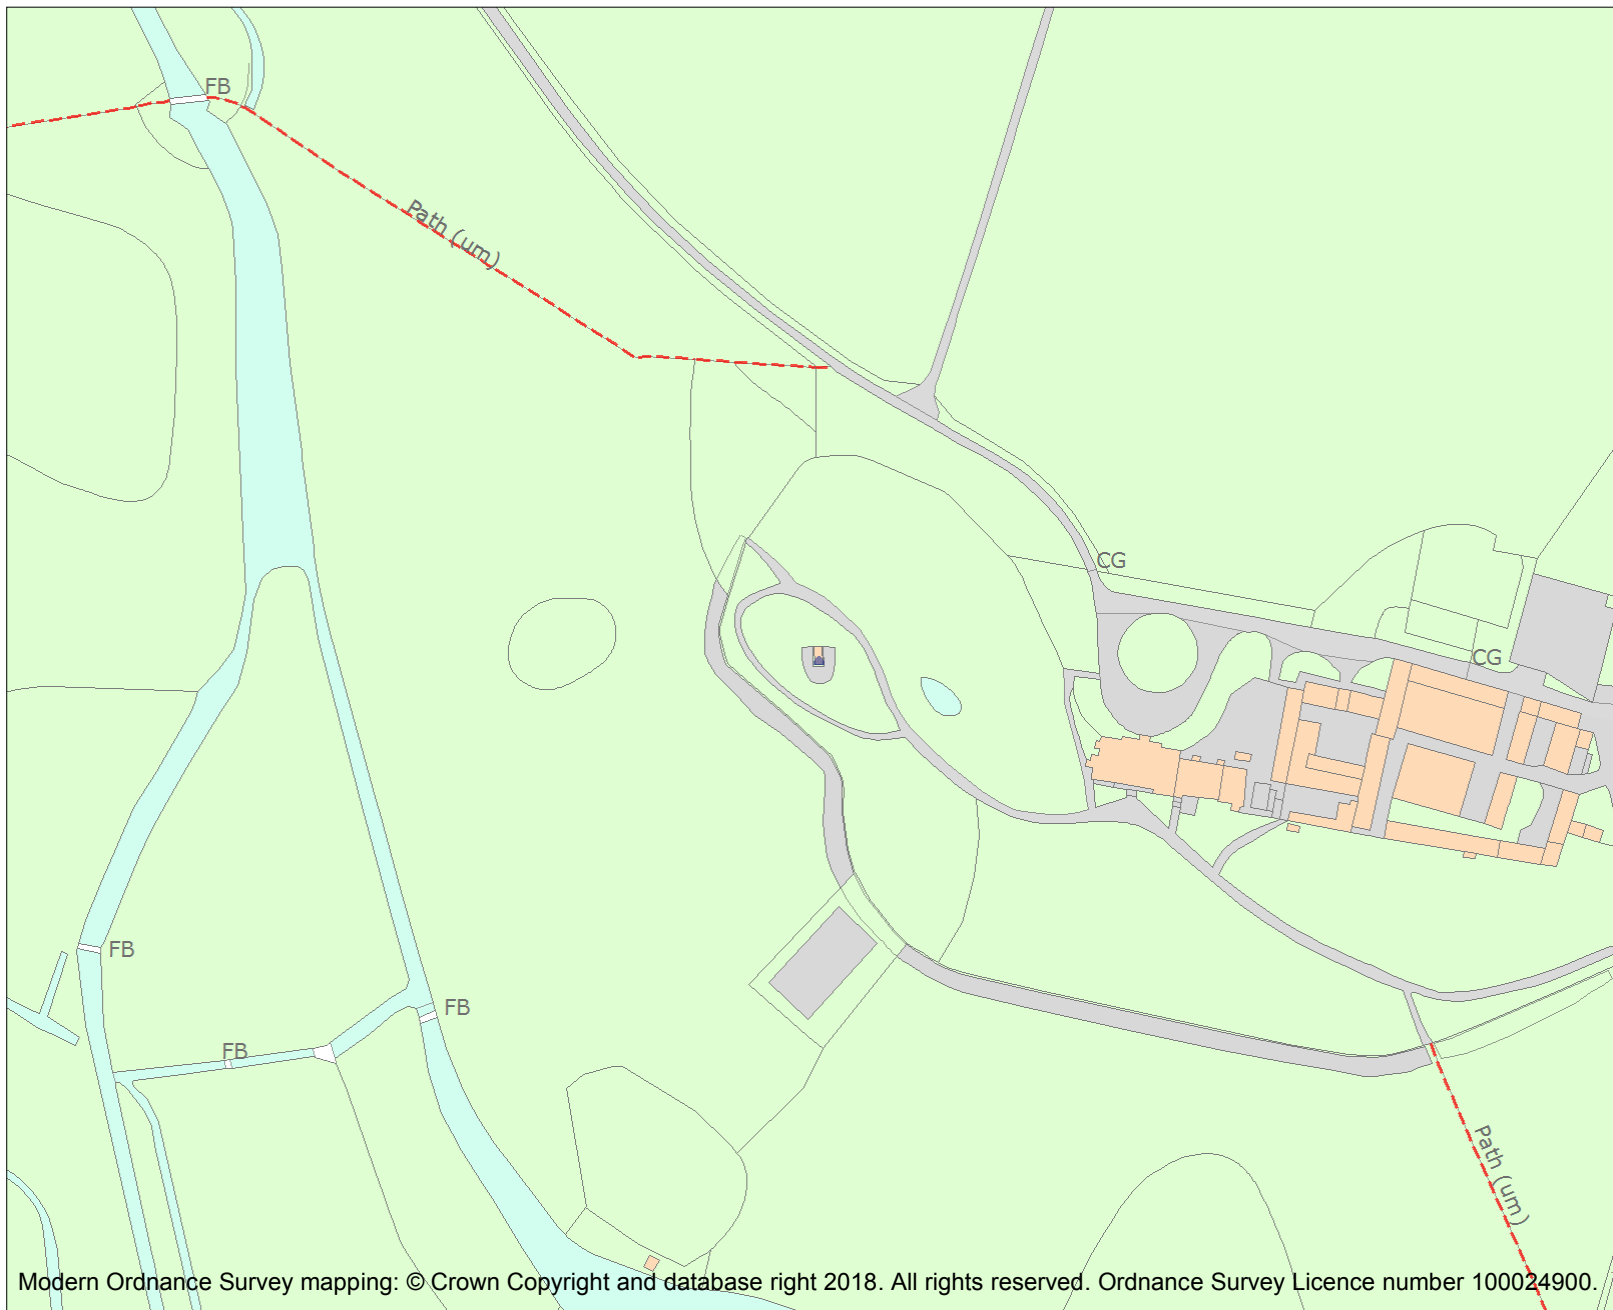 FB
Path (um)
CG
CG
FB
FB
FB
Path (um)
Modern Ordnance Survey mapping: © Crown Copyright and database right 2018. All rights reserved. Ordnance Survey Licence number 100024900.